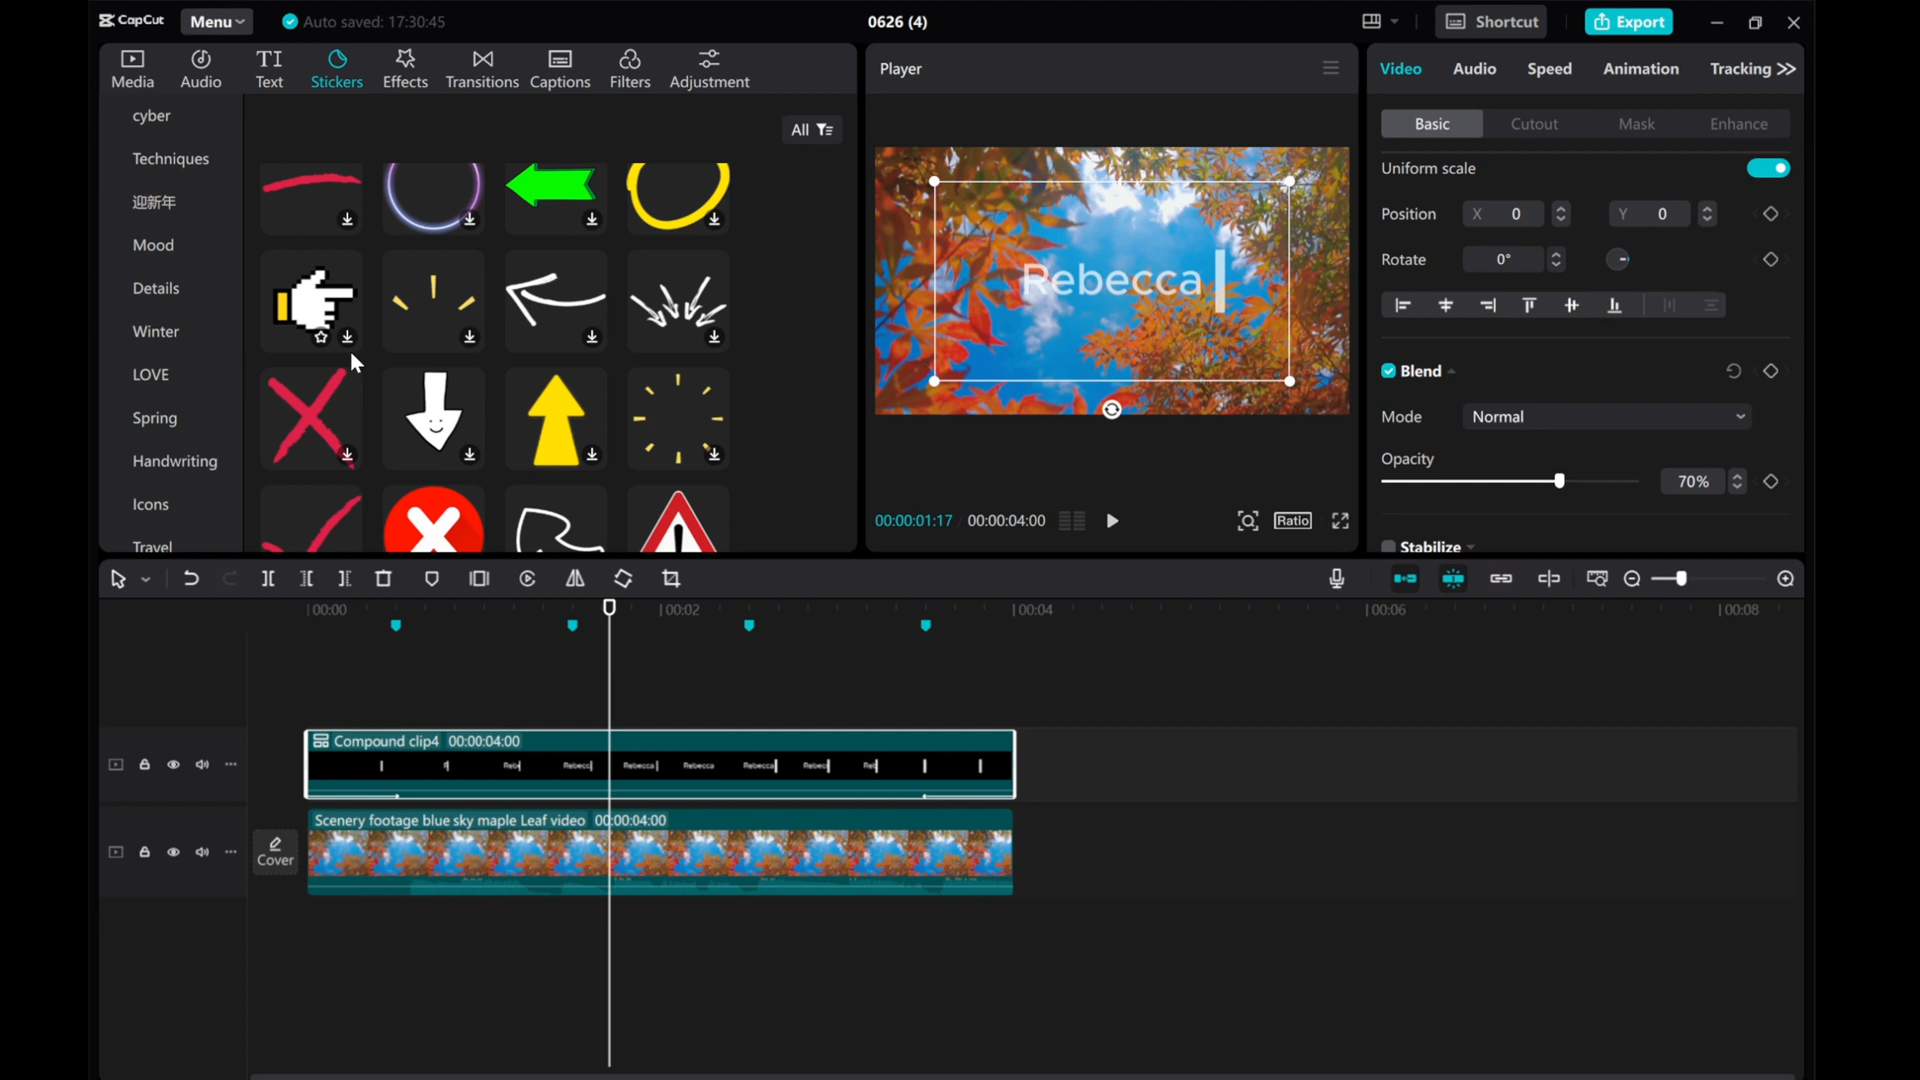 CapCut
Menu
Auto saved: 17:30:45
0626 (4)
Shortcut
Export
Media
Audio
Text
Stickers
Effects
Transitions
Captions
Filters
Adjustment
cyber
Techniques
迎新年
Mood
Details
Winter
LOVE
Spring
Handwriting
Icons
Travel
All
Player
Rebecca
00:00:01:17
00:00:04:00
Ratio
Video
Audio
Speed
Animation
Tracking
Basic
Cutout
Mask
Enhance
Uniform scale
Position
X 0
Y 0
Rotate
0°
Blend
Mode
Normal
Opacity
70%
Stabilize
00:00
00:02
00:04
00:06
00:08
Compound clip4 00:00:04:00
Rebecca Rebecca Rebecca
Cover
Scenery footage blue sky maple Leaf video 00:00:04:00